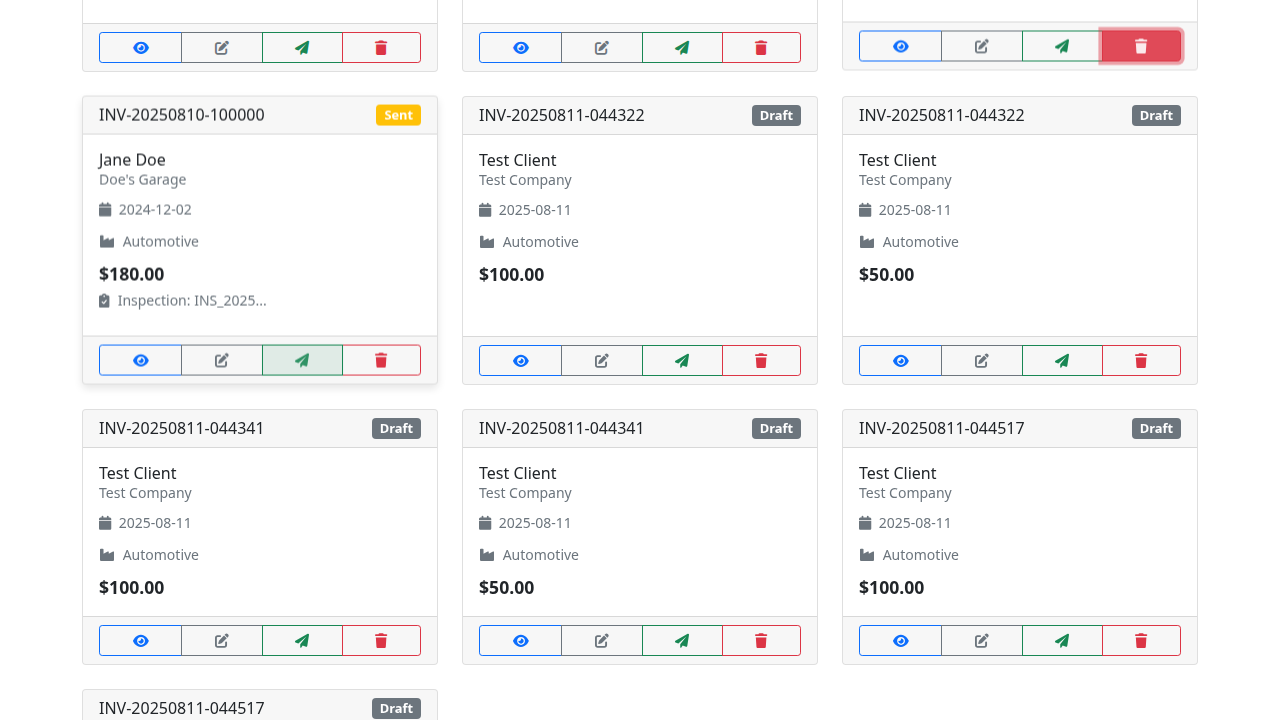 INV-20250810-100000 Sent
Jane Doe
Doe's Garage
2024-12-02
Automotive
$180.00
Inspection: INS_2025...
INV-20250811-044322 Draft
Test Client
Test Company
2025-08-11
Automotive
$100.00
INV-20250811-044322 Draft
Test Client
Test Company
2025-08-11
Automotive
$50.00
INV-20250811-044341 Draft
Test Client
Test Company
2025-08-11
Automotive
$100.00
INV-20250811-044341 Draft
Test Client
Test Company
2025-08-11
Automotive
$50.00
INV-20250811-044517 Draft
Test Client
Test Company
2025-08-11
Automotive
$100.00
INV-20250811-044517 Draft